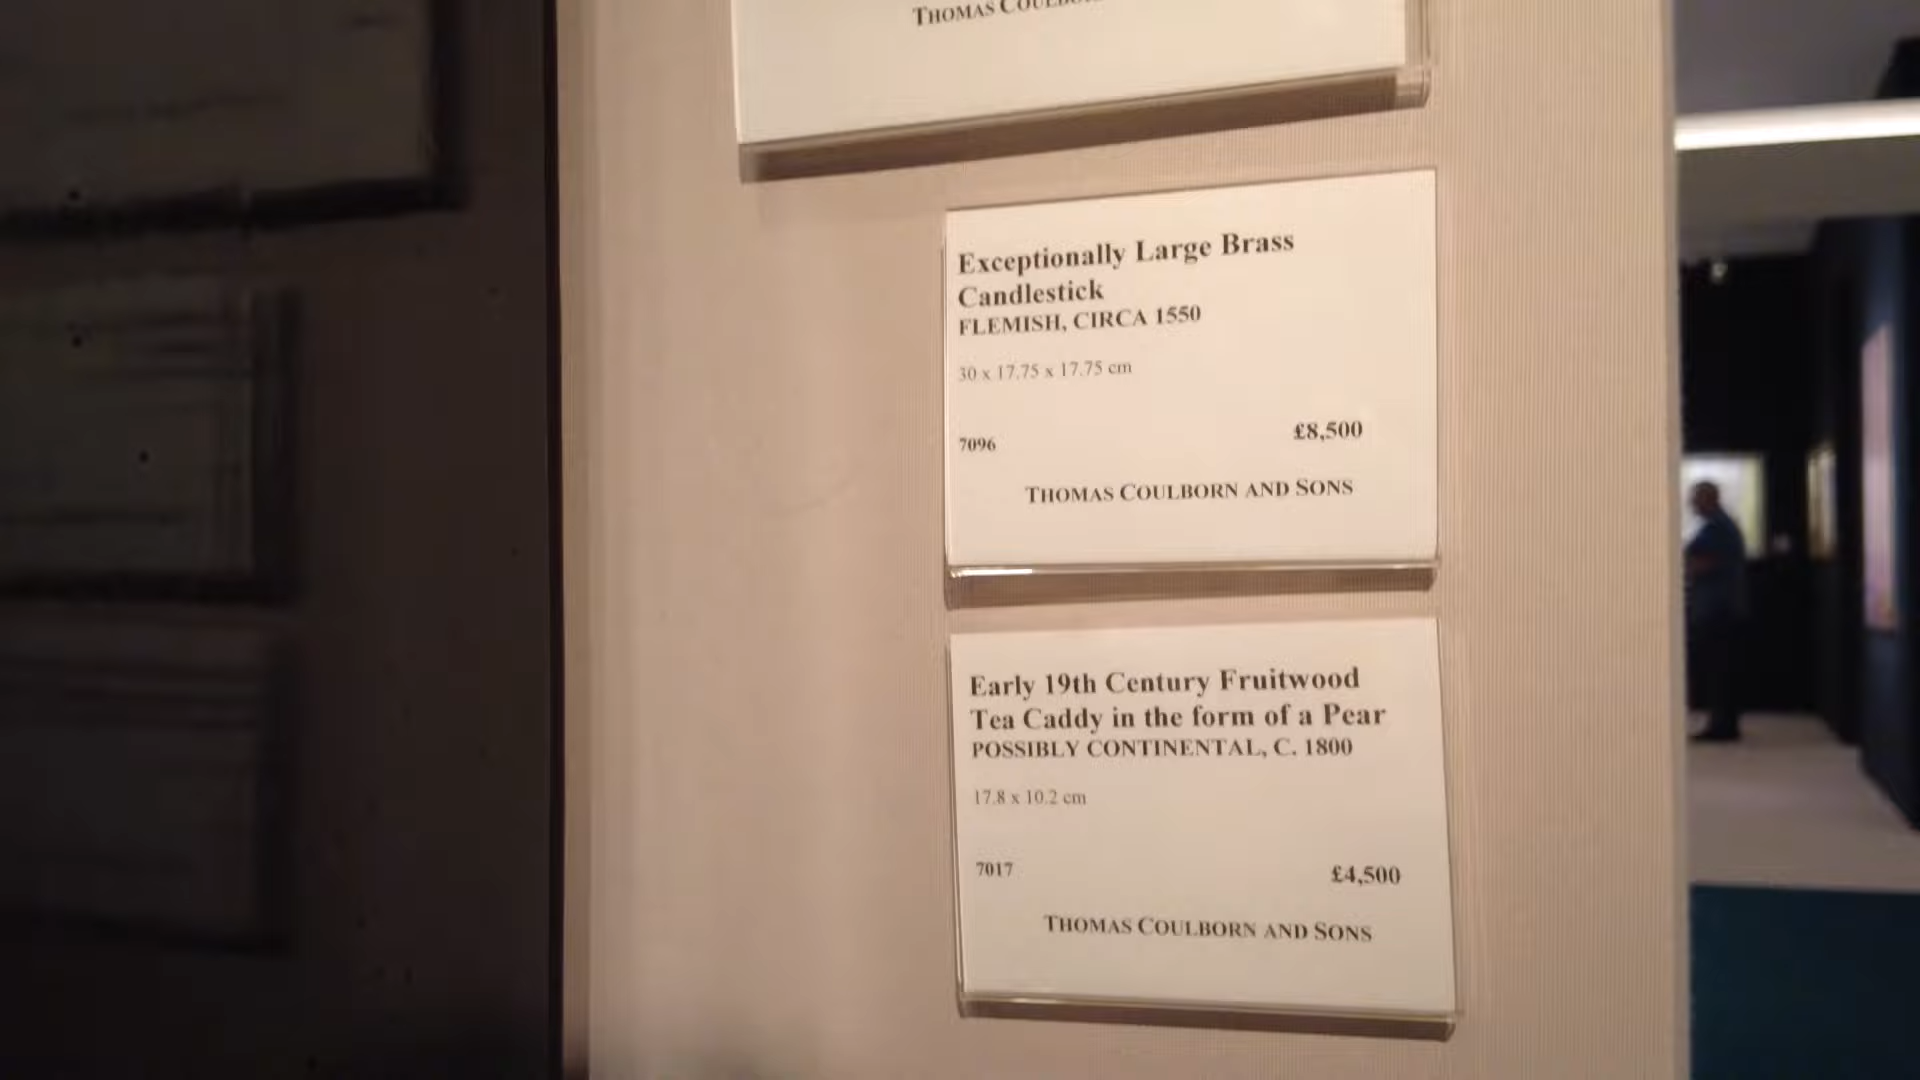 THOMAS
Exceptionally Large Brass
Candlestick
FLEMISH, CIRCA 1550
30 x 17.75 x 17.75 cm
7096
£8,500
THOMAS COULBORN AND SONS
Early 19th Century Fruitwood
Tea Caddy in the form of a Pear
POSSIBLY CONTINENTAL, C. 1800
17.8 x 10.2 cm
7017
£4,500
THOMAS COULBORN AND SONS